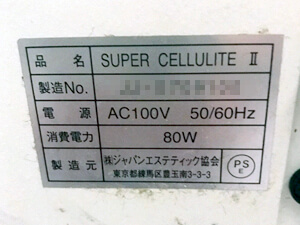 品名 SUPER CELLULITE Ⅱ
製造No.
電源 AC100V 50/60Hz
消費電力 80W
製造元 ㈱ジャパンエステティック協会
東京都練馬区豊玉南3-3-3
PS
E